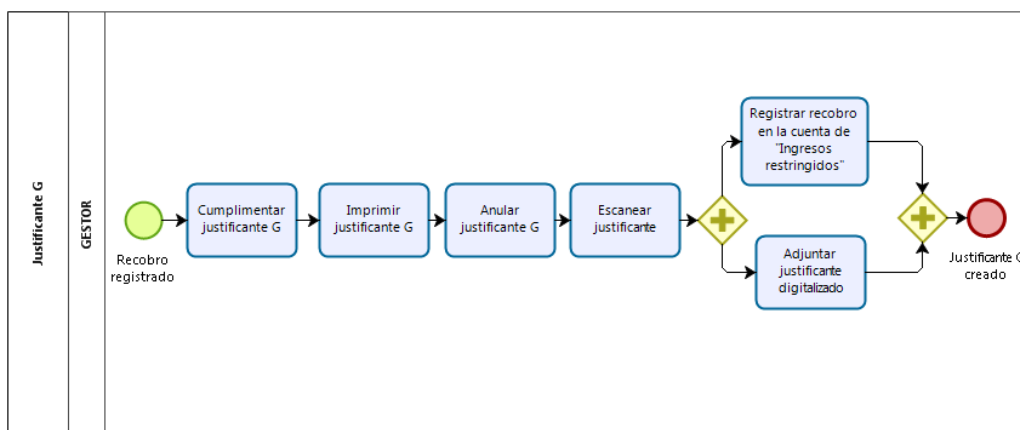 Justificante G
GESTOR
Recobro
registrado
Cumplimentar
justificante G
Imprimir
justificante G
Anular
justificante G
Escanear
justificante
Registrar recobro
en la cuenta de
"Ingresos
restringidos"
Adjuntar
justificante
digitalizado
Justificante G
creado